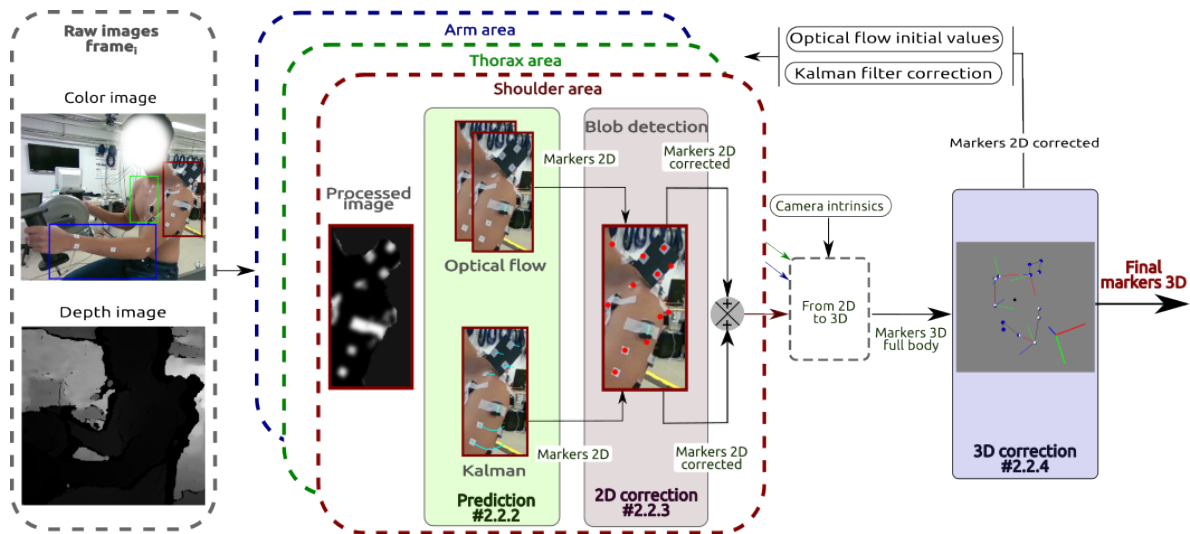 Raw images
frameᵢ
Color image
Depth image
Arm area
Thorax area
Shoulder area
Processed
image
Optical flow
Kalman
Prediction
#2.2.2
Markers 2D
Markers 2D
Blob detection
2D correction
#2.2.3
Markers 2D
corrected
Markers 2D
corrected
+
+
Camera intrinsics
From 2D
to 3D
Markers 3D
full body
Optical flow initial values
Kalman filter correction
Markers 2D corrected
3D correction
#2.2.4
Final
markers 3D